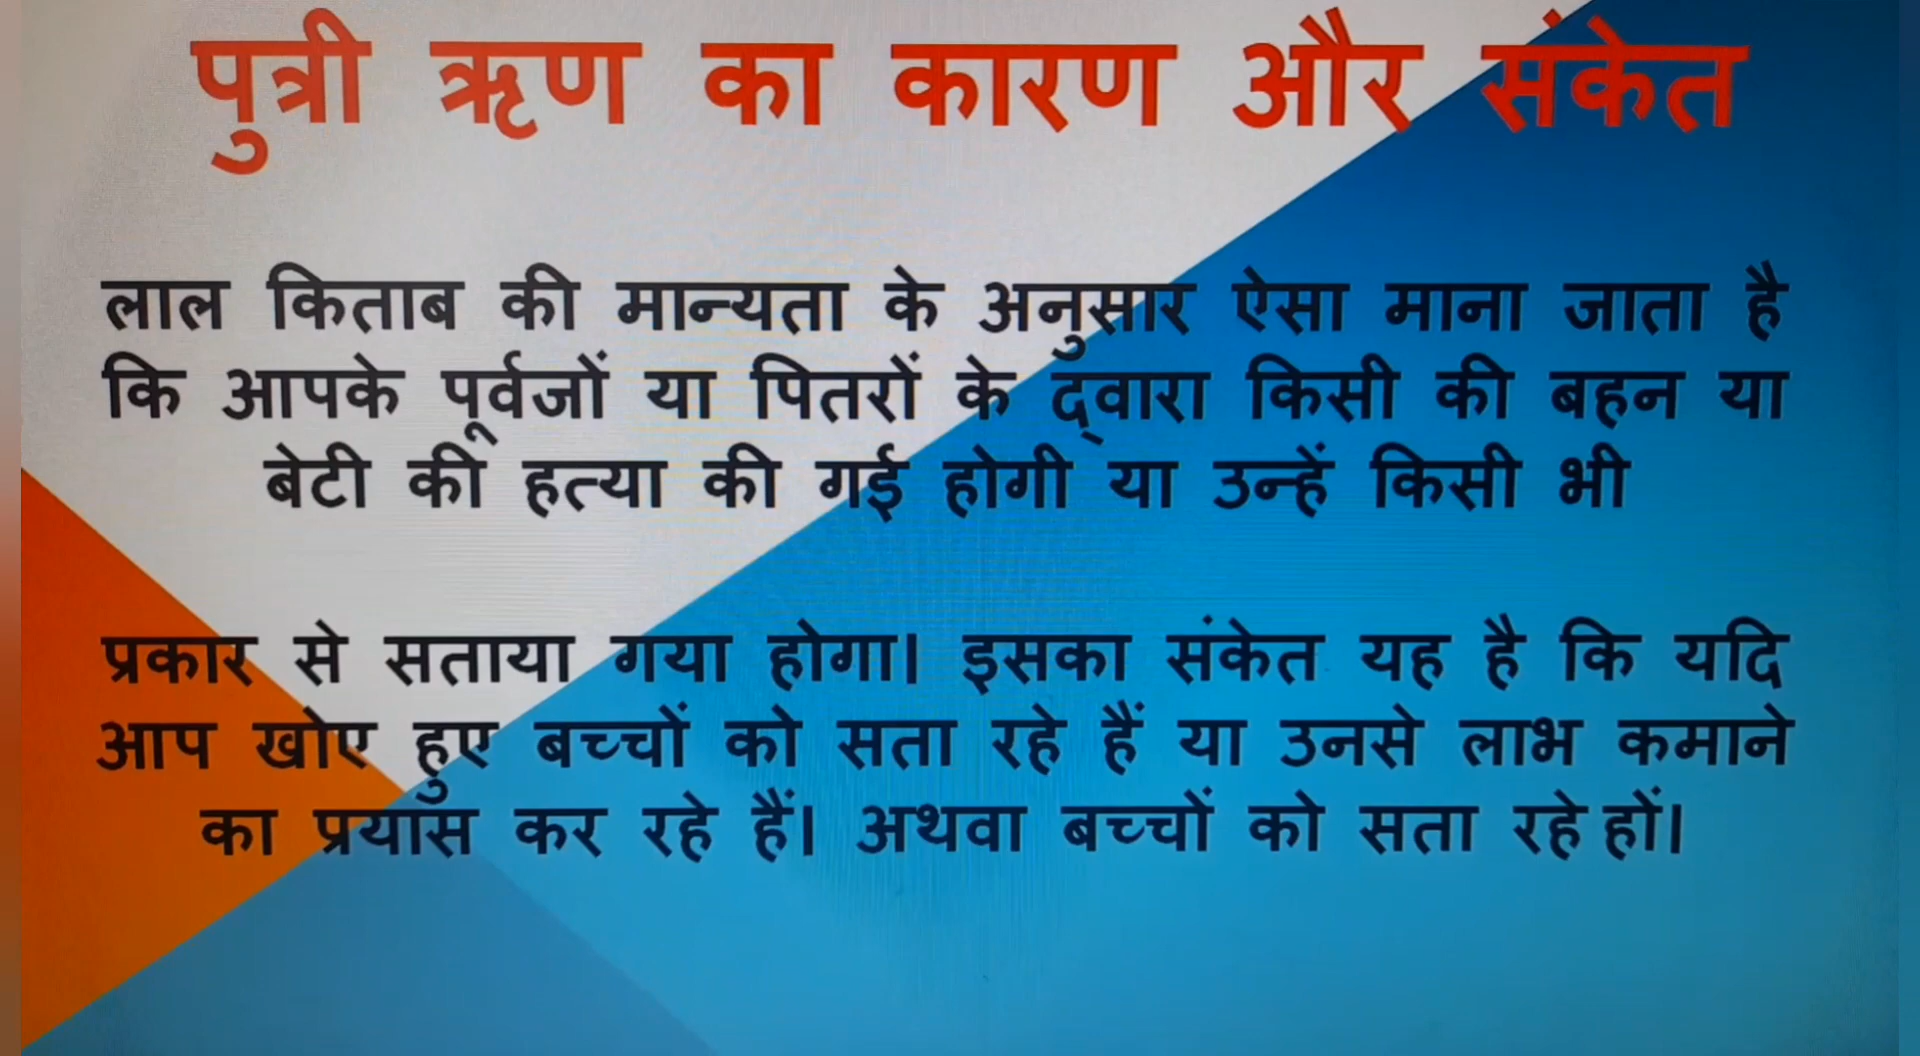 पुत्री ऋण का कारण और संकेत
लाल किताब की मान्यता के अनुसार ऐसा माना जाता है
कि आपके पूर्वजों या पितरों के द्वारा किसी की बहन या
बेटी की हत्या की गई होगी या उन्हें किसी भी
प्रकार से सताया गया होगा। इसका संकेत यह है कि यदि
आप खोए हुए बच्चों को सता रहे हैं या उनसे लाभ कमाने
का प्रयास कर रहे हैं। अथवा बच्चों को सता रहे हों।